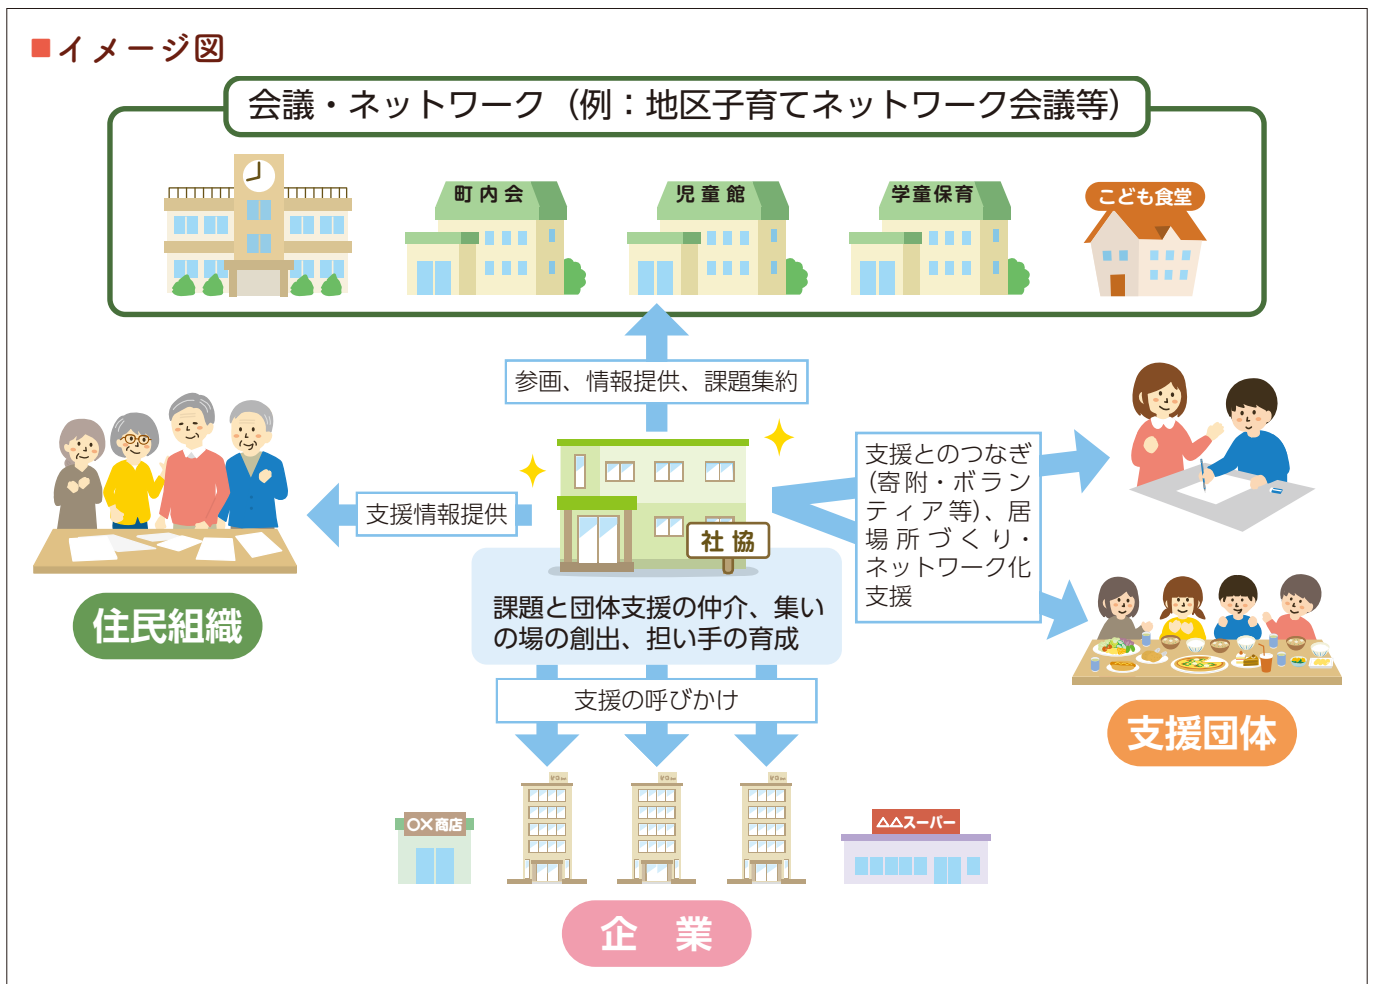 イメージ図
会議・ネットワーク（例：地区子育てネットワーク会議等）
町内会
児童館
学童保育
こども食堂
参画、情報提供、課題集約
支援情報提供
住民組織
社協
課題と団体支援の仲介、集い
の場の創出、担い手の育成
支援とのつなぎ
（寄附・ボラン
ティア等）、居
場所づくり・
ネットワーク化
支援
支援団体
支援の呼びかけ
〇×商店
△△スーパー
企　業